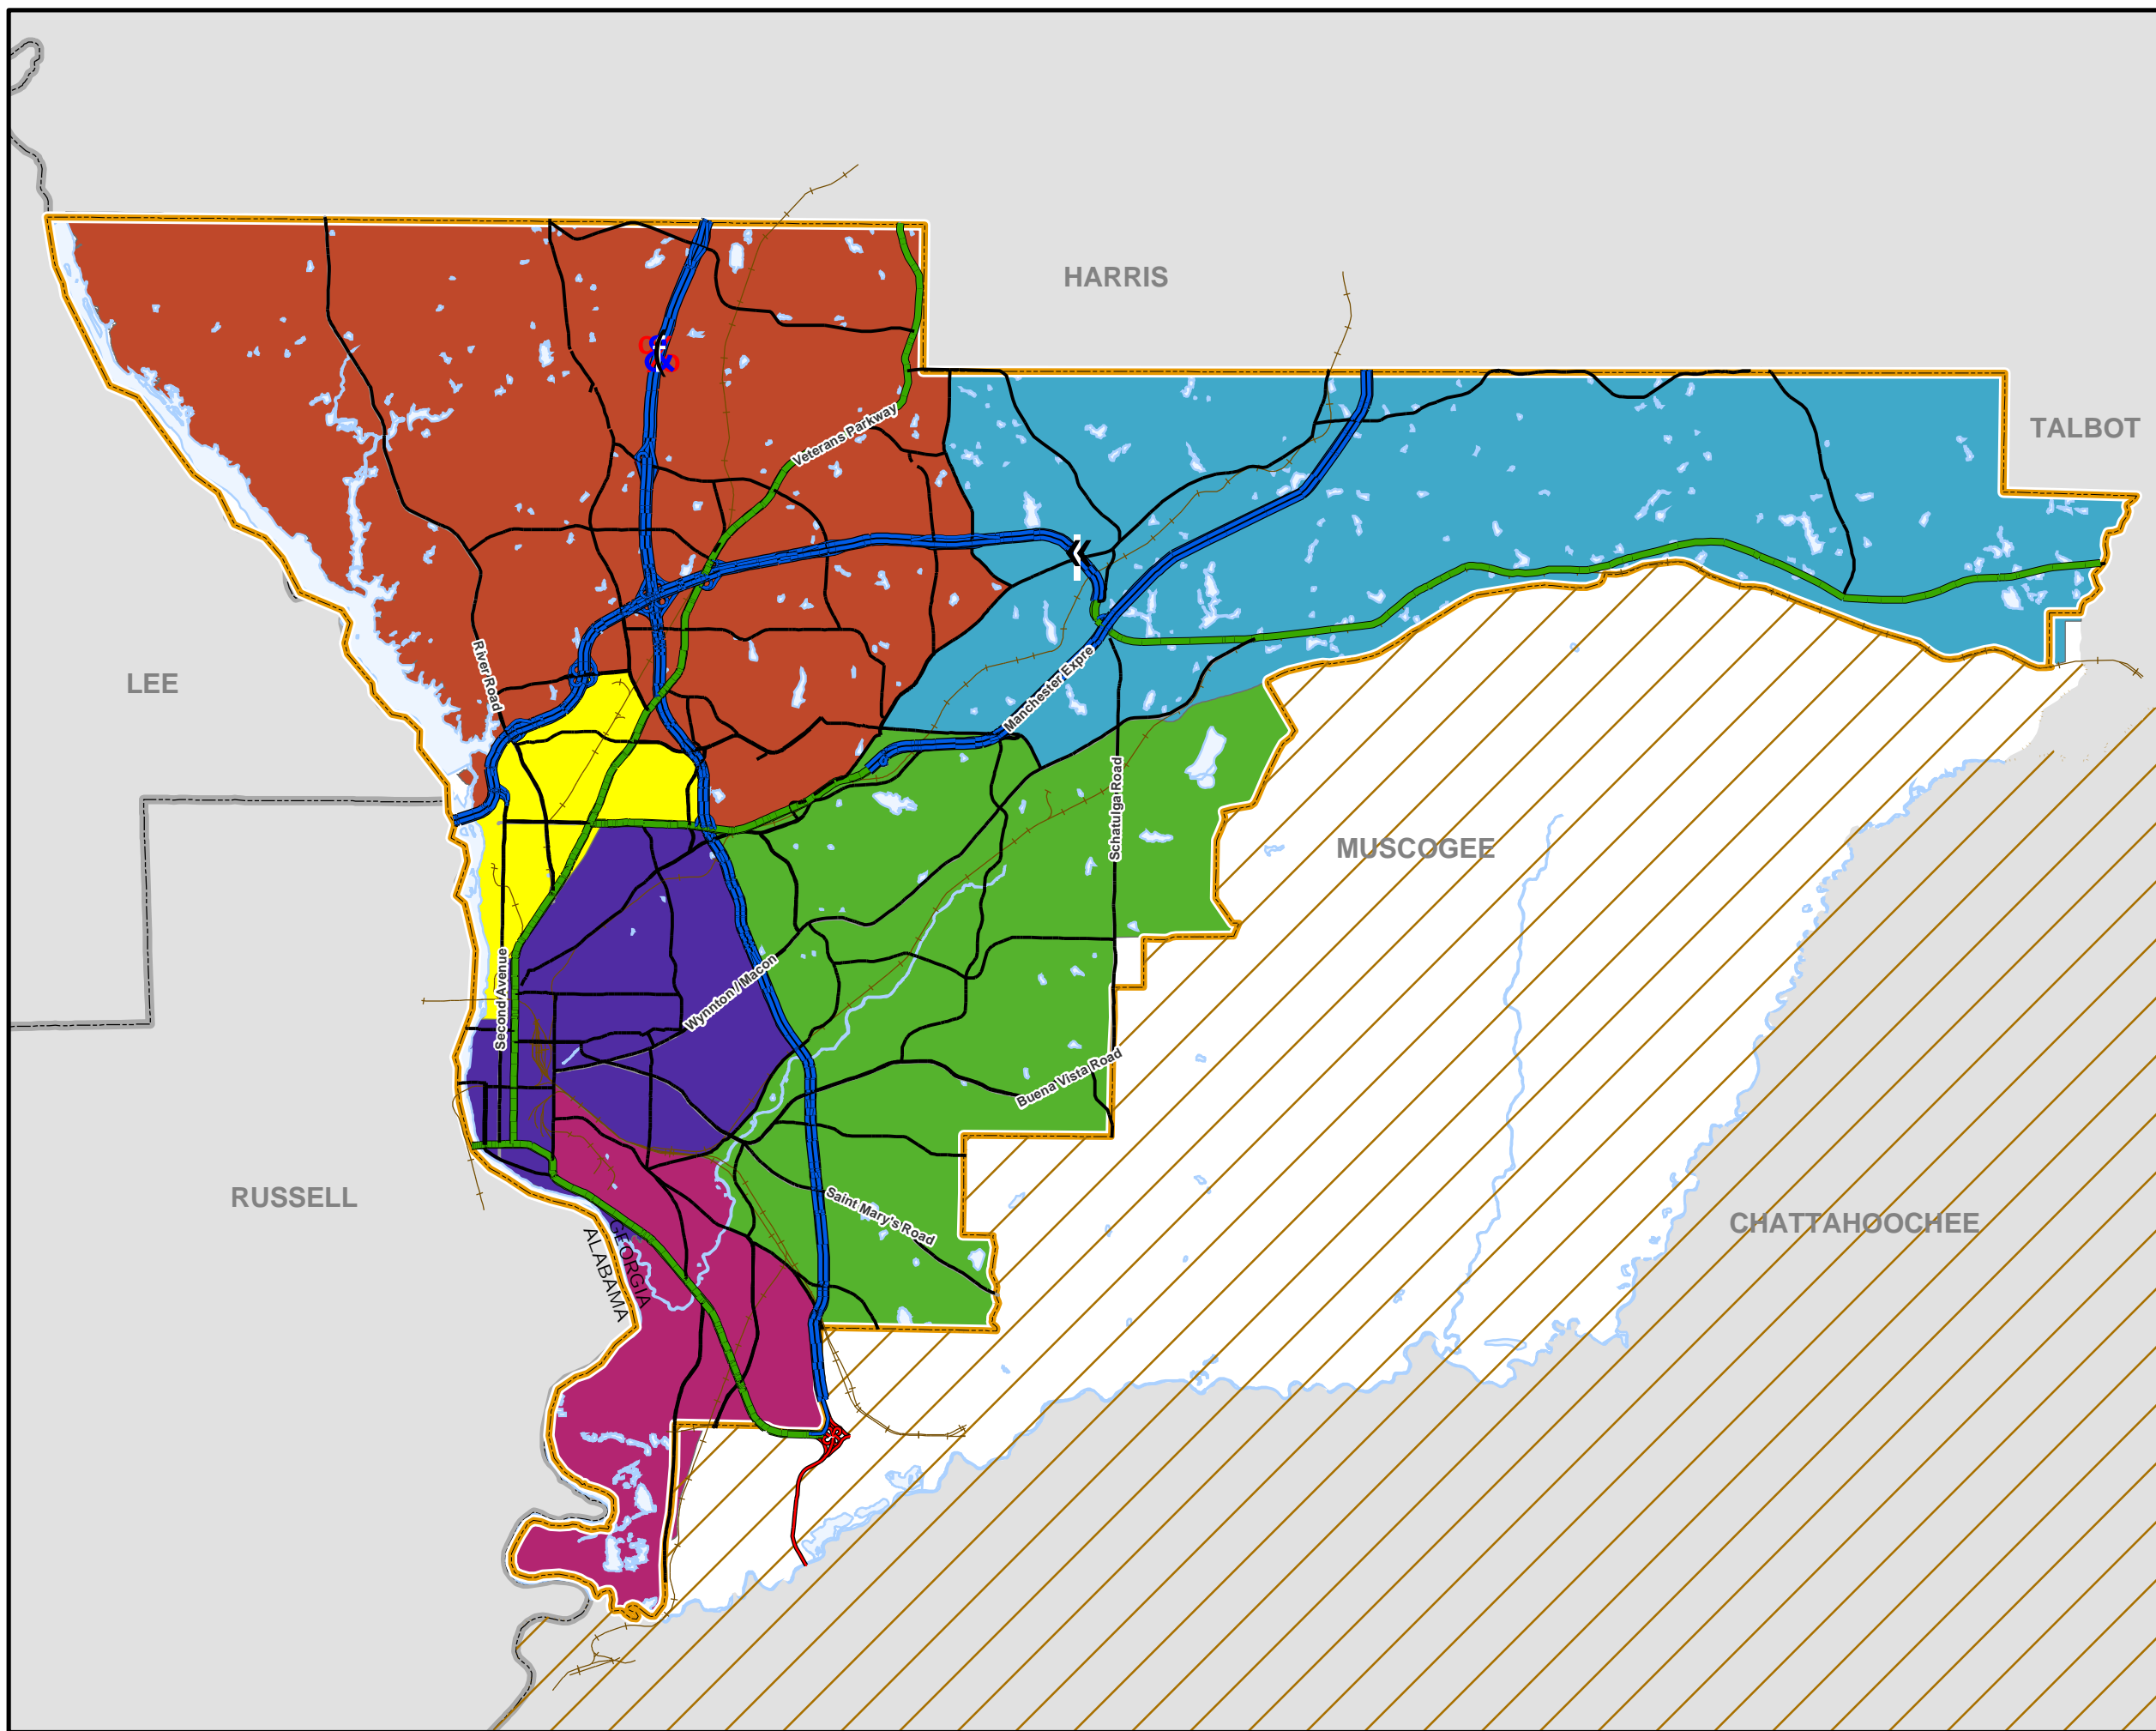 HARRIS
TALBOT
Veterans Parkway
LEE
River Road
Manchester Expre
Schatulga Road
MUSCOGEE
Second Avenue
Wynnton / Macon
Buena Vista Road
RUSSELL
Saint Mary's Road
CHATTAHOOCHEE
GEORGIA
ALABAMA